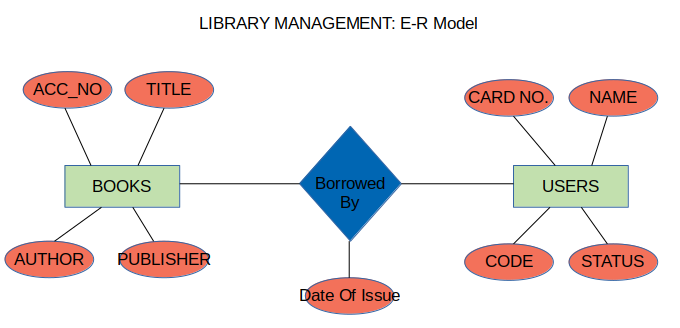 LIBRARY MANAGEMENT: E-R Model
ACC_NO
TITLE
CARD NO.
NAME
BOOKS
Borrowed
By
USERS
AUTHOR
PUBLISHER
CODE
STATUS
Date Of Issue